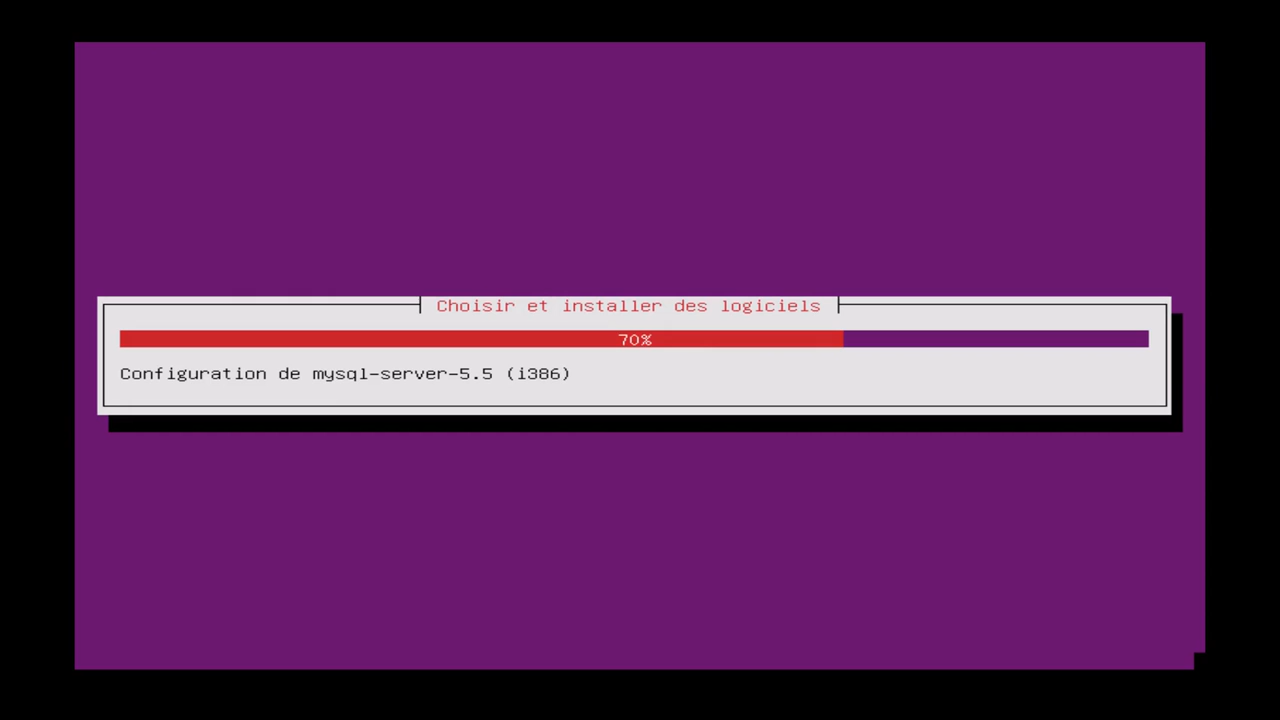 Choisir et installer des logiciels
70%
Configuration de mysql-server-5.5 (i386)